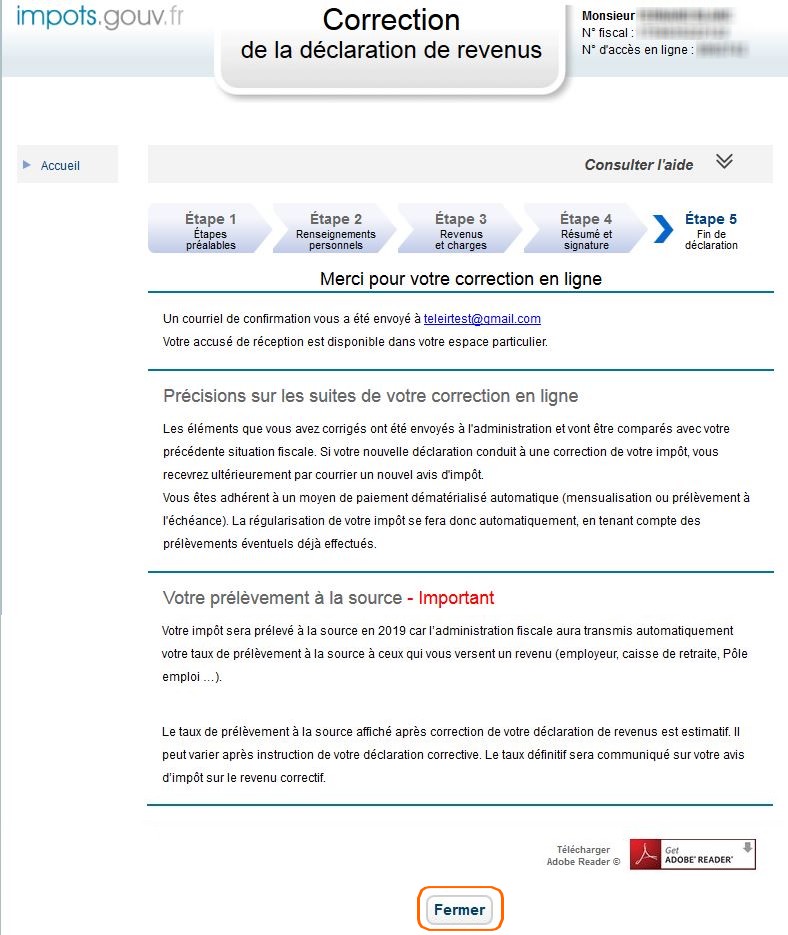 impots.gouv.fr
Correction
de la déclaration de revenus
Monsieur
N° fiscal :
N° d'accès en ligne :
Accueil
Consulter l'aide
Étape 1
Étapes
préalables
Étape 2
Renseignements
personnels
Étape 3
Revenus
et charges
Étape 4
Résumé et
signature
Étape 5
Fin de
déclaration
Merci pour votre correction en ligne
Un courriel de confirmation vous a été envoyé à teleirtest@gmail.com
Votre accusé de réception est disponible dans votre espace particulier.
Précisions sur les suites de votre correction en ligne
Les éléments que vous avez corrigés ont été envoyés à l'administration et vont être comparés avec votre
précédente situation fiscale. Si votre nouvelle déclaration conduit à une correction de votre impôt, vous
recevrez ultérieurement par courrier un nouvel avis d'impôt.
Vous êtes adhérent à un moyen de paiement dématérialisé automatique (mensualisation ou prélèvement à
l'échéance). La régularisation de votre impôt se fera donc automatiquement, en tenant compte des
prélèvements éventuels déjà effectués.
Votre prélèvement à la source - Important
Votre impôt sera prélevé à la source en 2019 car l'administration fiscale aura transmis automatiquement
votre taux de prélèvement à la source à ceux qui vous versent un revenu (employeur, caisse de retraite, Pôle
emploi ...).
Le taux de prélèvement à la source affiché après correction de votre déclaration de revenus est estimatif. Il
peut varier après instruction de votre déclaration corrective. Le taux définitif sera communiqué sur votre avis
d'impôt sur le revenu correctif.
Télécharger
Adobe Reader ©
Get
ADOBE® READER®
Fermer